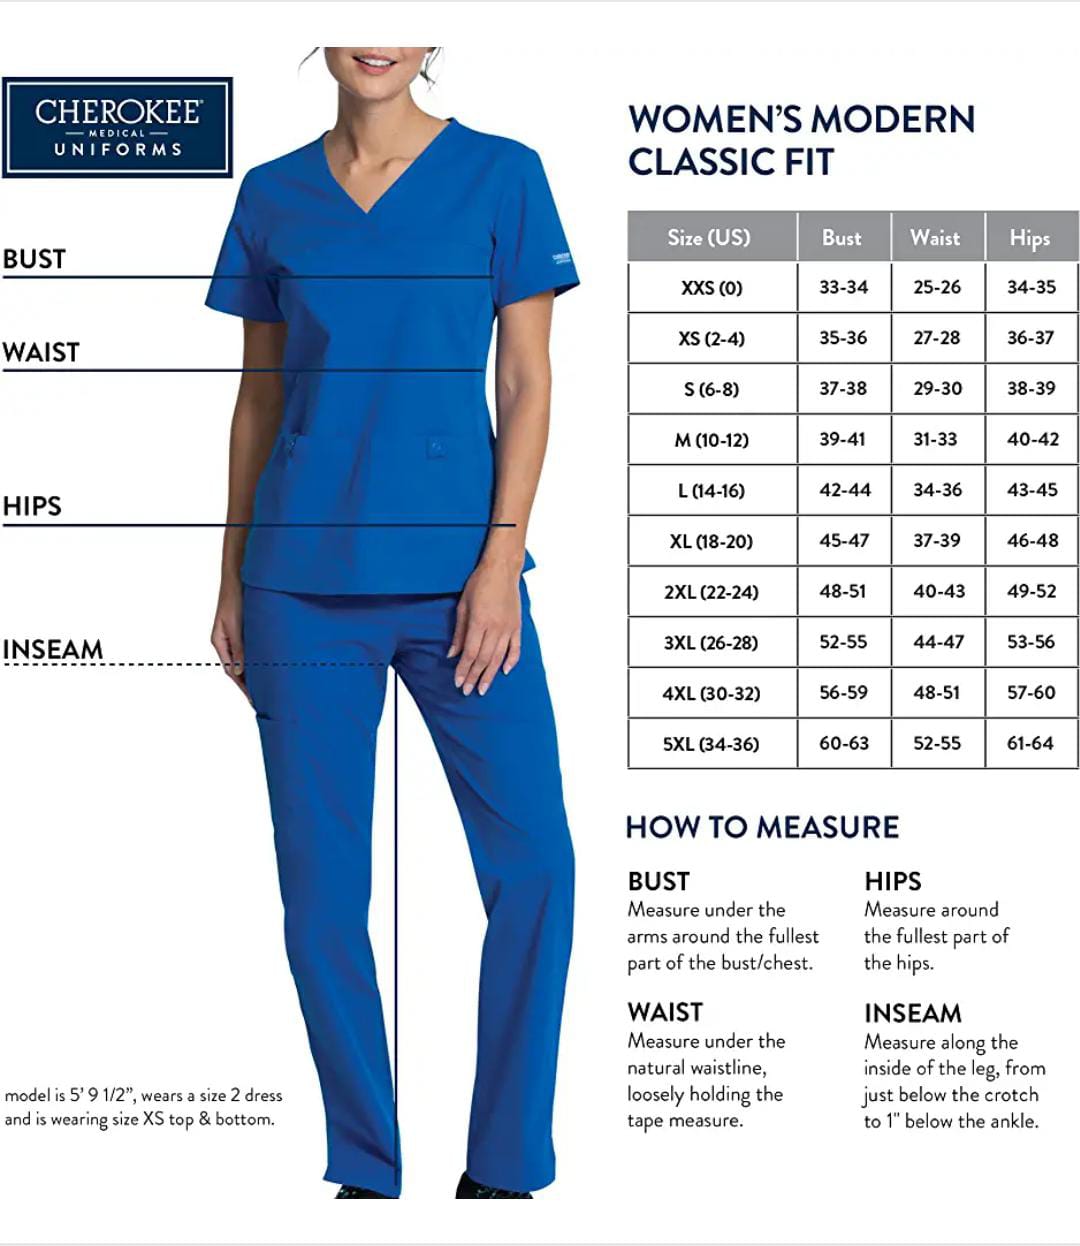 CHEROKEE®
MEDICAL
UNIFORMS
BUST
WAIST
HIPS
INSEAM
model is 5’ 9 1/2”, wears a size 2 dress
and is wearing size XS top & bottom.
WOMEN’S MODERN
CLASSIC FIT
Size (US) Bust Waist Hips
XXS (0) 33-34 25-26 34-35
XS (2-4) 35-36 27-28 36-37
S (6-8) 37-38 29-30 38-39
M (10-12) 39-41 31-33 40-42
L (14-16) 42-44 34-36 43-45
XL (18-20) 45-47 37-39 46-48
2XL (22-24) 48-51 40-43 49-52
3XL (26-28) 52-55 44-47 53-56
4XL (30-32) 56-59 48-51 57-60
5XL (34-36) 60-63 52-55 61-64
HOW TO MEASURE
BUST
Measure under the
arms around the fullest
part of the bust/chest.
HIPS
Measure around
the fullest part of
the hips.
WAIST
Measure under the
natural waistline,
loosely holding the
tape measure.
INSEAM
Measure along the
inside of the leg, from
just below the crotch
to 1" below the ankle.